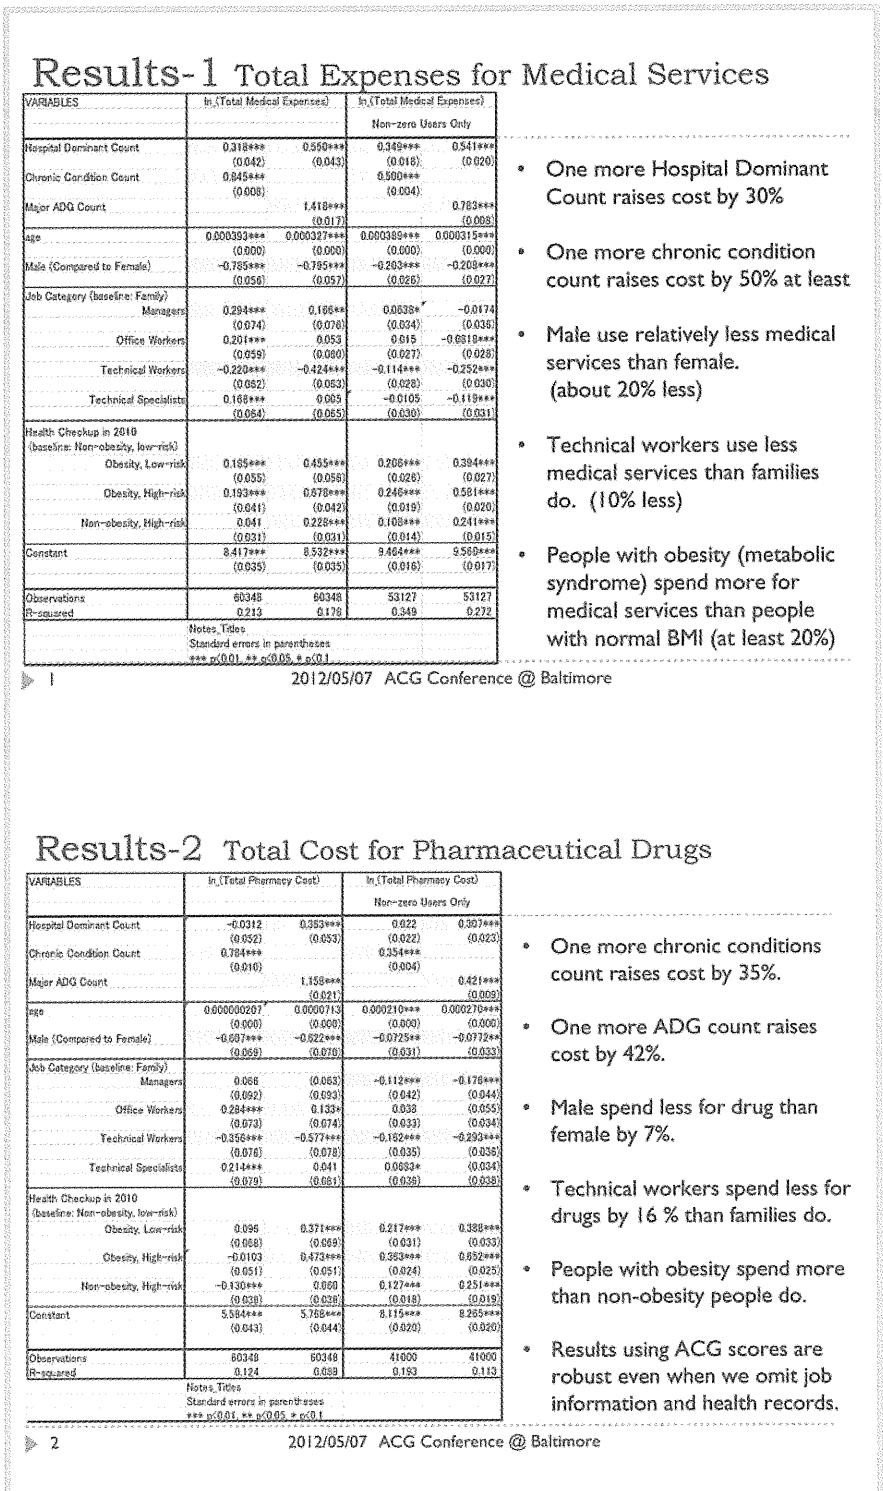 Results-1 Total Expenses for Medical Services
VARIABLES ln_(Total Medical Expenses) ln_(Total Medical Expenses)
Non-zero Users Only
Hospital Dominant Count 0.318*** 0.550*** 0.349*** 0.541***
(0.042) (0.043) (0.018) (0.020)
Chronic Condition Count 0.845*** 0.500***
(0.008) (0.004)
Major ADG Count 1.418*** 0.783***
(0.017) (0.008)
age 0.000393*** 0.000327*** 0.000389*** 0.000315***
(0.000) (0.000) (0.000) (0.000)
Male (Compared to Female) -0.785*** -0.795*** -0.203*** -0.208***
(0.056) (0.057) (0.026) (0.027)
Job Category (baseline: Family)
Managers 0.294*** 0.166** 0.0638* -0.0174
(0.074) (0.076) (0.034) (0.036)
Office Workers 0.201*** 0.053 0.015 -0.0818***
(0.059) (0.060) (0.027) (0.028)
Technical Workers -0.220*** -0.424*** -0.114*** -0.252***
(0.062) (0.063) (0.028) (0.030)
Technical Specialists 0.168*** 0.005 -0.0105 -0.119***
(0.064) (0.065) (0.030) (0.031)
Health Checkup in 2010
(baseline: Non-obesity, low-risk)
Obesity, Low-risk 0.185*** 0.455*** 0.206*** 0.394***
(0.055) (0.056) (0.026) (0.027)
Obesity, High-risk 0.193*** 0.678*** 0.246*** 0.581***
(0.041) (0.042) (0.019) (0.020)
Non-obesity, High-risk 0.041 0.228*** 0.108*** 0.241***
(0.031) (0.031) (0.014) (0.015)
Constant 8.417*** 8.532*** 9.464*** 9.560***
(0.035) (0.035) (0.016) (0.017)
Observations 60348 60348 53127 53127
R-squared 0.213 0.178 0.349 0.272
Notes_Titles
Standard errors in parentheses
*** p<0.01, ** p<0.05, * p<0.1
• One more Hospital Dominant
Count raises cost by 30%
• One more chronic condition
count raises cost by 50% at least
• Male use relatively less medical
services than female.
(about 20% less)
• Technical workers use less
medical services than families
do. (10% less)
• People with obesity (metabolic
syndrome) spend more for
medical services than people
with normal BMI (at least 20%)
1 2012/05/07 ACG Conference @ Baltimore
Results-2 Total Cost for Pharmaceutical Drugs
VARIABLES ln_(Total Pharmacy Cost) ln_(Total Pharmacy Cost)
Non-zero Users Only
Hospital Dominant Count -0.0312 0.353*** 0.022 0.307***
(0.052) (0.053) (0.022) (0.023)
Chronic Condition Count 0.784*** 0.354***
(0.010) (0.004)
Major ADG Count 1.158*** 0.421***
(0.021) (0.009)
age 0.000000207 0.0000713 0.000210*** 0.000270***
(0.000) (0.000) (0.000) (0.000)
Male (Compared to Female) -0.607*** -0.622*** -0.0725** -0.0772**
(0.069) (0.070) (0.031) (0.033)
Job Category (baseline: Family)
Managers 0.066 (0.063) -0.112*** -0.176***
(0.092) (0.093) (0.042) (0.044)
Office Workers 0.284*** 0.133* 0.038 (0.055)
(0.073) (0.074) (0.033) (0.034)
Technical Workers -0.356*** -0.577*** -0.162*** -0.293***
(0.076) (0.078) (0.035) (0.036)
Technical Specialists 0.214*** 0.041 0.0683* (0.034)
(0.079) (0.081) (0.036) (0.038)
Health Checkup in 2010
(baseline: Non-obesity, low-risk)
Obesity, Low-risk 0.096 0.371*** 0.217*** 0.388***
(0.068) (0.069) (0.031) (0.033)
Obesity, High-risk -0.0103 0.473*** 0.363*** 0.652***
(0.051) (0.051) (0.024) (0.025)
Non-obesity, High-risk -0.130*** 0.060 0.127*** 0.251***
(0.038) (0.038) (0.018) (0.019)
Constant 5.584*** 5.768*** 8.115*** 8.265***
(0.043) (0.044) (0.020) (0.020)
Observations 60348 60348 41000 41000
R-squared 0.124 0.089 0.193 0.113
Notes_Titles
Standard errors in parentheses
*** p<0.01, ** p<0.05, * p<0.1
• One more chronic conditions
count raises cost by 35%.
• One more ADG count raises
cost by 42%.
• Male spend less for drug than
female by 7%.
• Technical workers spend less for
drugs by 16 % than families do.
• People with obesity spend more
than non-obesity people do.
• Results using ACG scores are
robust even when we omit job
information and health records.
2 2012/05/07 ACG Conference @ Baltimore